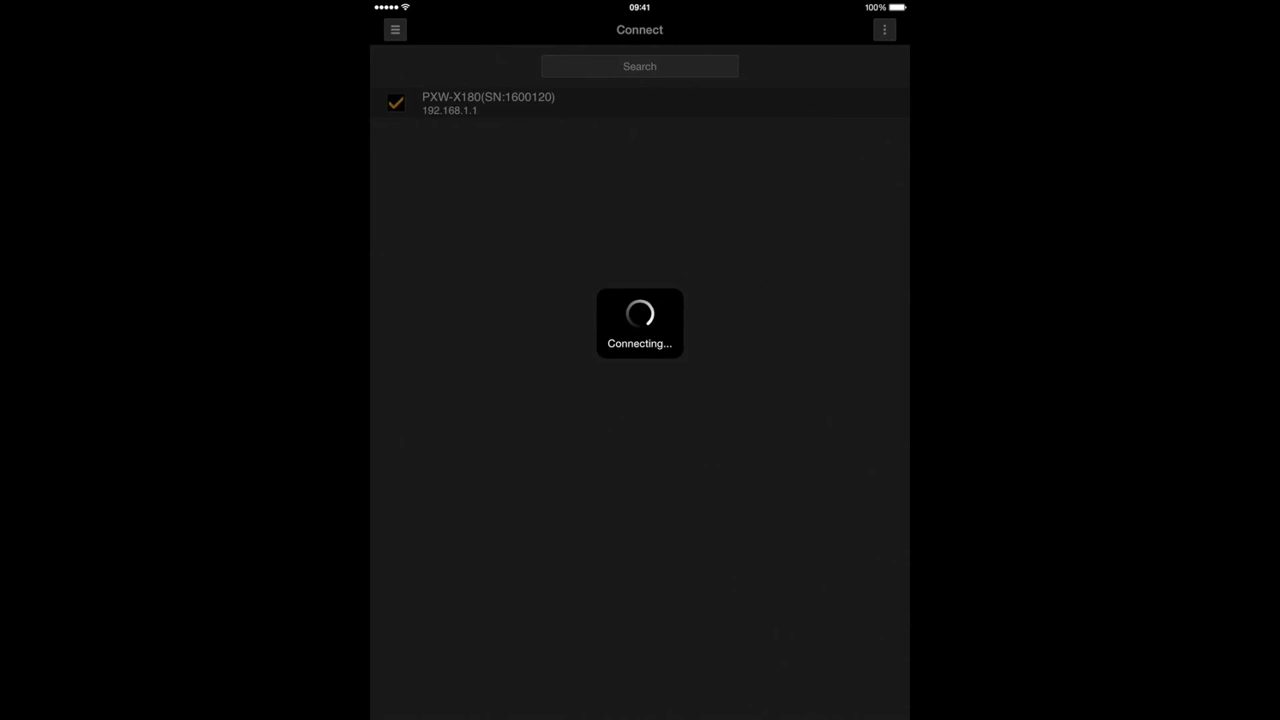 09:41
100%
Connect
Search
PXW-X180(SN:1600120)
192.168.1.1
Connecting...